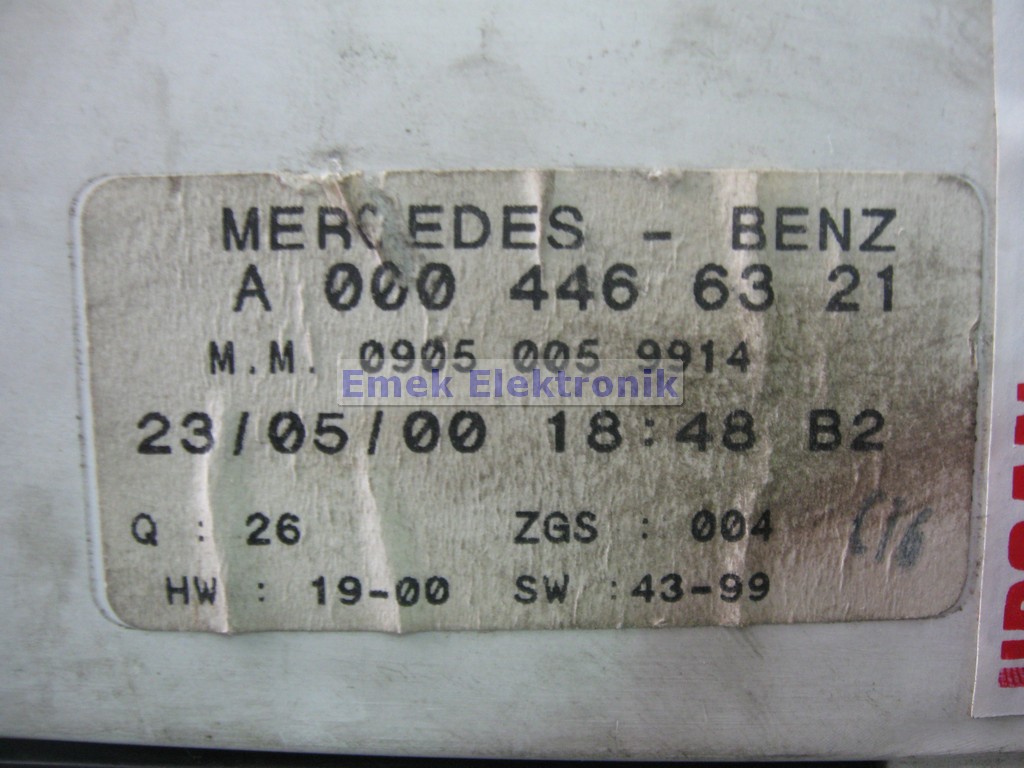 MERCEDES - BENZ
A 000 446 63 21
M.M. 0905 005 9914
Emek Elektronik
23/05/00 18:48 B2
Q : 26 ZGS : 004
HW : 19-00 SW :43-99